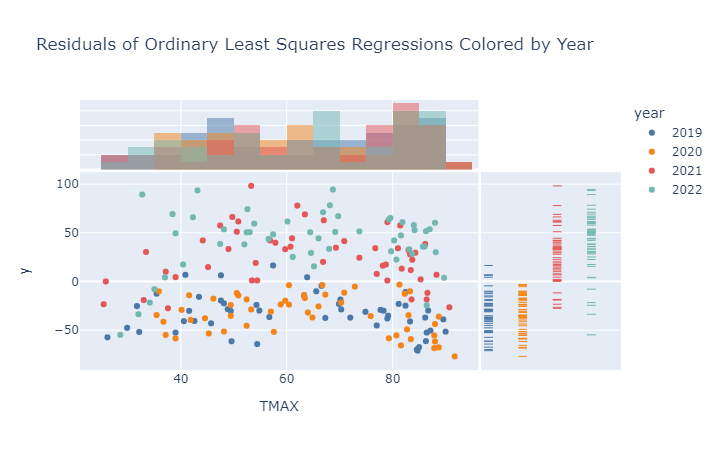 Residuals of Ordinary Least Squares Regressions Colored by Year
year
2019
2020
2021
2022
100
50
0
−50
y
40
60
80
TMAX